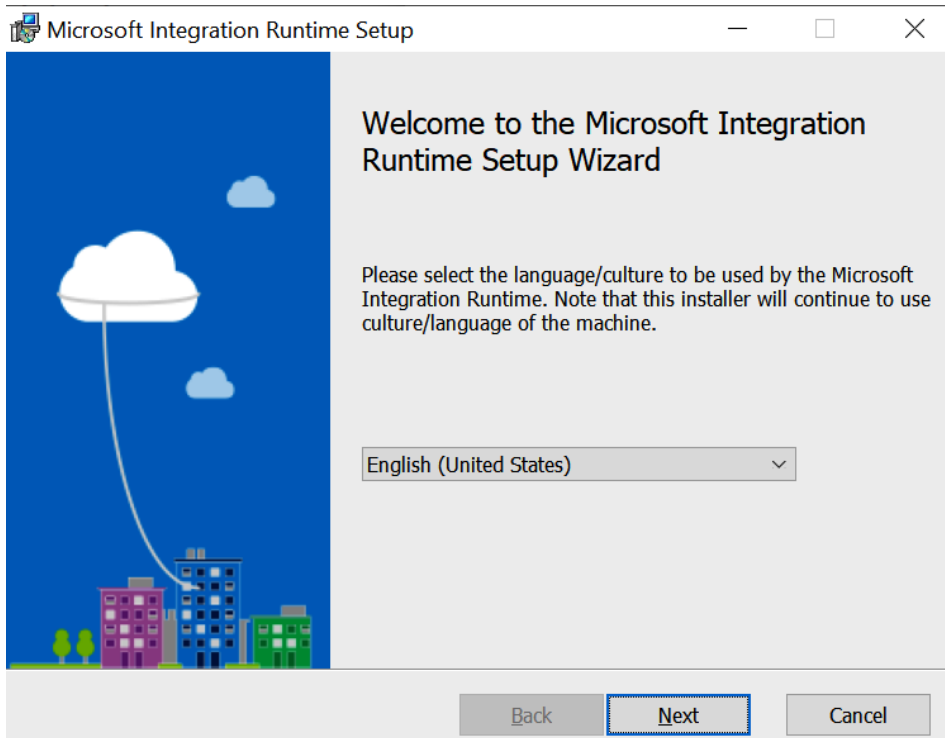 Microsoft Integration Runtime Setup
Welcome to the Microsoft Integration
Runtime Setup Wizard
Please select the language/culture to be used by the Microsoft
Integration Runtime. Note that this installer will continue to use
culture/language of the machine.
English (United States)
Back Next Cancel